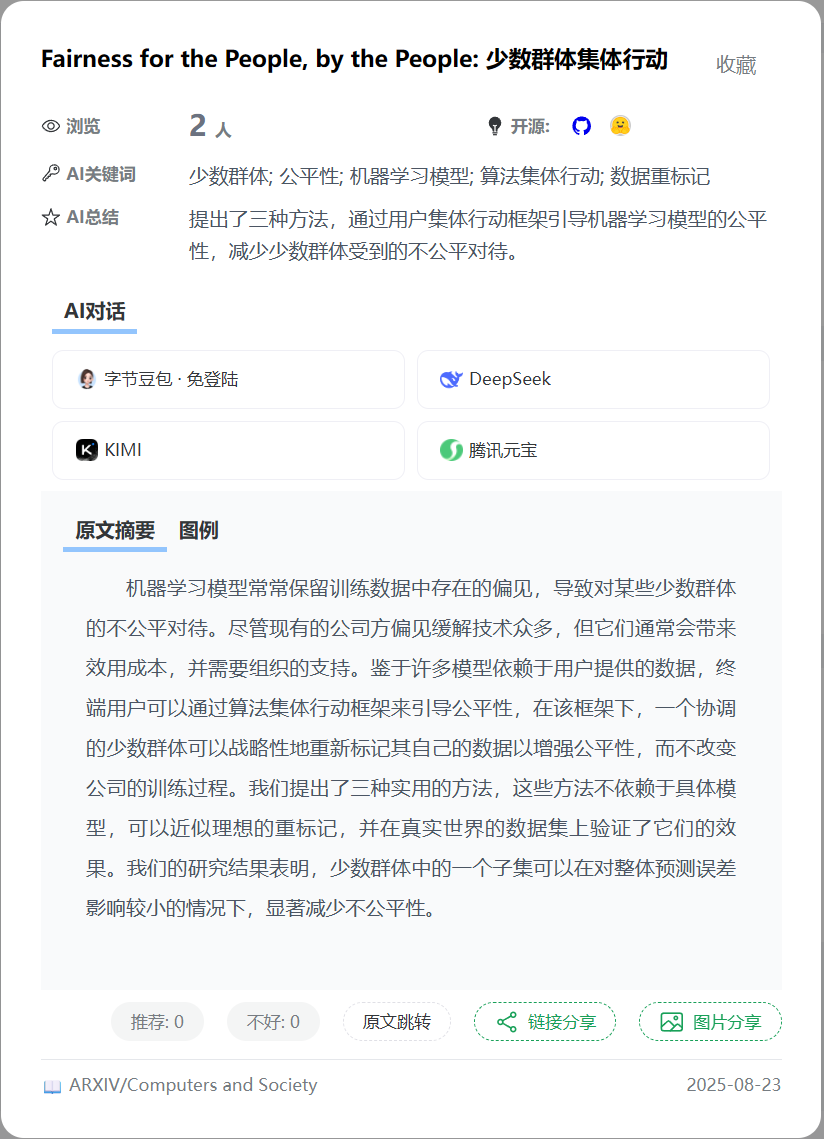 Fairness for the People, by the People: 少数群体集体行动
收藏
浏览
2 人
开源:
AI关键词
少数群体; 公平性; 机器学习模型; 算法集体行动; 数据重标记
AI总结
提出了三种方法，通过用户集体行动框架引导机器学习模型的公平
性，减少少数群体受到的不公平对待。
AI对话
字节豆包 · 免登陆
DeepSeek
KIMI
腾讯元宝
原文摘要
图例
机器学习模型常常保留训练数据中存在的偏见，导致对某些少数群体
的不公平对待。尽管现有的公司方偏见缓解技术众多，但它们通常会带来
效用成本，并需要组织的支持。鉴于许多模型依赖于用户提供的数据，终
端用户可以通过算法集体行动框架来引导公平性，在该框架下，一个协调
的少数群体可以战略性地重新标记其自己的数据以增强公平性，而不改变
公司的训练过程。我们提出了三种实用的方法，这些方法不依赖于具体模
型，可以近似理想的重标记，并在真实世界的数据集上验证了它们的效
果。我们的研究结果表明，少数群体中的一个子集可以在对整体预测误差
影响较小的情况下，显著减少不公平性。
推荐: 0
不好: 0
原文跳转
链接分享
图片分享
ARXIV/Computers and Society
2025-08-23